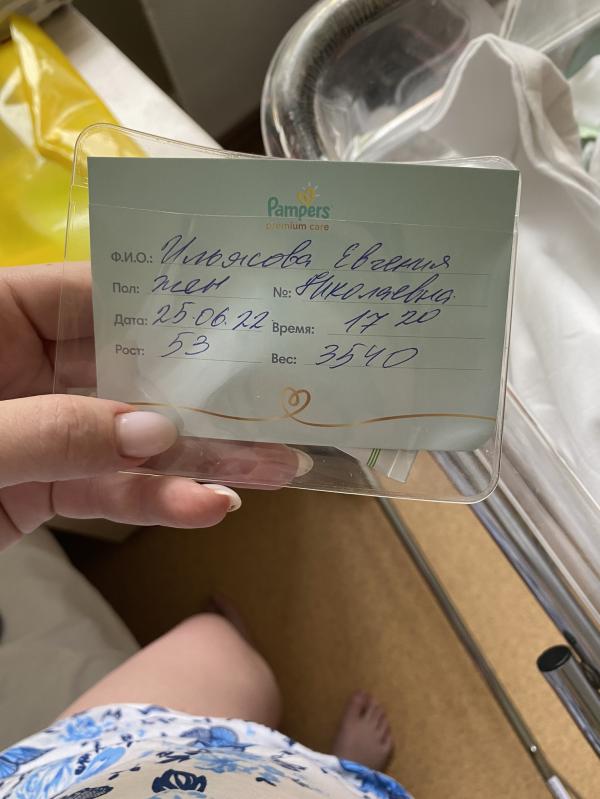 Pampers
premium care
Ф.И.О.: Ильясова Евгения
Пол: жен №: Николаевна.
Дата: 25.06.22 Время: 17 20
Рост: 53 Вес: 3540